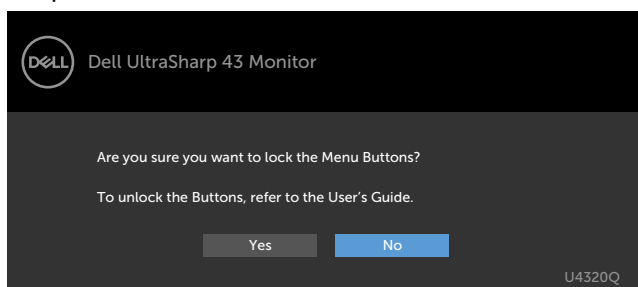 DELL
Dell UltraSharp 43 Monitor
Are you sure you want to lock the Menu Buttons?
To unlock the Buttons, refer to the User's Guide.
Yes
No
U4320Q